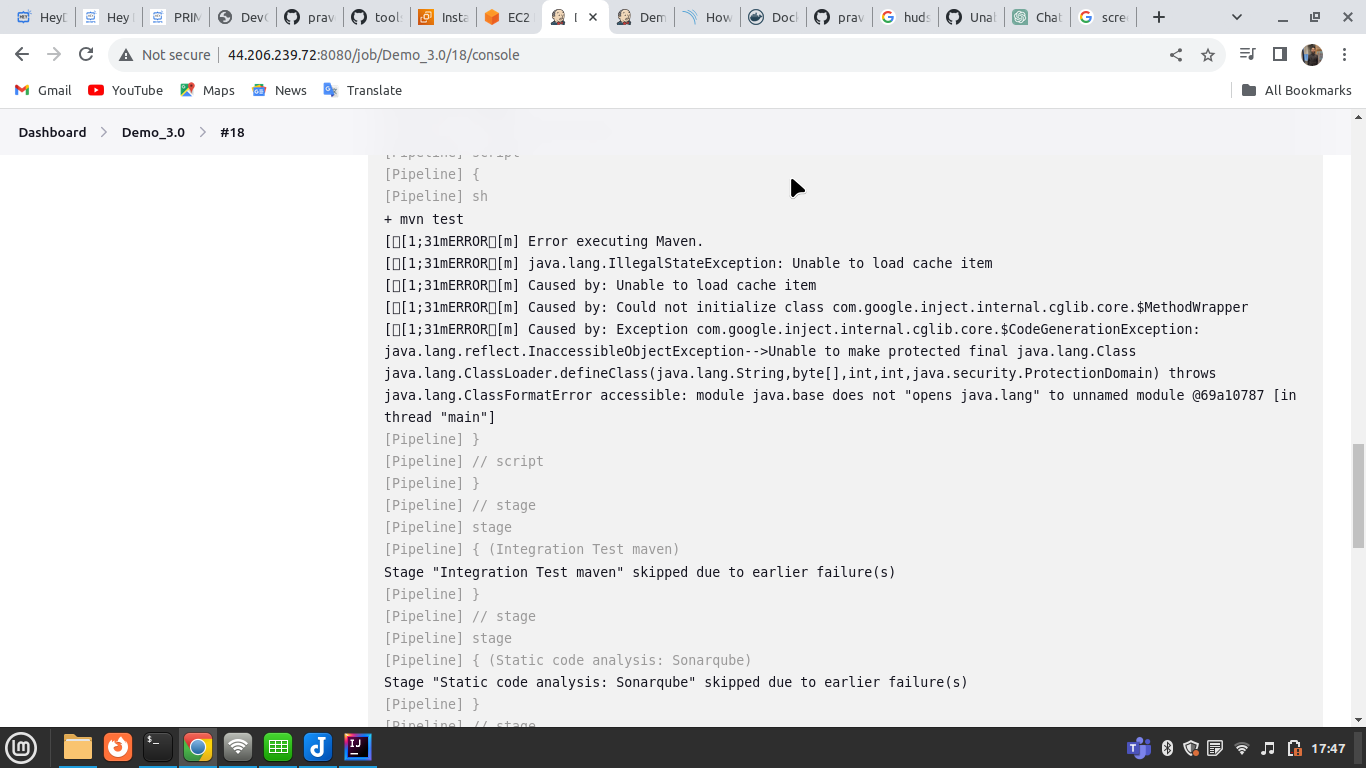 HeyD
Hey
PRIM
Dev
prav
tools
Insta
EC2
Dem
How
Dock
prav
huds
Unal
Chat
scre
Not secure
44.206.239.72:8080/job/Demo_3.0/18/console
Gmail
YouTube
Maps
News
Translate
All Bookmarks
Dashboard
Demo_3.0
#18
[Pipeline] script
[Pipeline] {
[Pipeline] sh
+ mvn test
[[1;31mERROR[m] Error executing Maven.
[[1;31mERROR[m] java.lang.IllegalStateException: Unable to load cache item
[[1;31mERROR[m] Caused by: Unable to load cache item
[[1;31mERROR[m] Caused by: Could not initialize class com.google.inject.internal.cglib.core.$MethodWrapper
[[1;31mERROR[m] Caused by: Exception com.google.inject.internal.cglib.core.$CodeGenerationException:
java.lang.reflect.InaccessibleObjectException-->Unable to make protected final java.lang.Class
java.lang.ClassLoader.defineClass(java.lang.String,byte[],int,int,java.security.ProtectionDomain) throws
java.lang.ClassFormatError accessible: module java.base does not "opens java.lang" to unnamed module @69a10787 [in
thread "main"]
[Pipeline] }
[Pipeline] // script
[Pipeline] }
[Pipeline] // stage
[Pipeline] stage
[Pipeline] { (Integration Test maven)
Stage "Integration Test maven" skipped due to earlier failure(s)
[Pipeline] }
[Pipeline] // stage
[Pipeline] stage
[Pipeline] { (Static code analysis: Sonarqube)
Stage "Static code analysis: Sonarqube" skipped due to earlier failure(s)
[Pipeline] }
[Pipeline] // stage
17:47